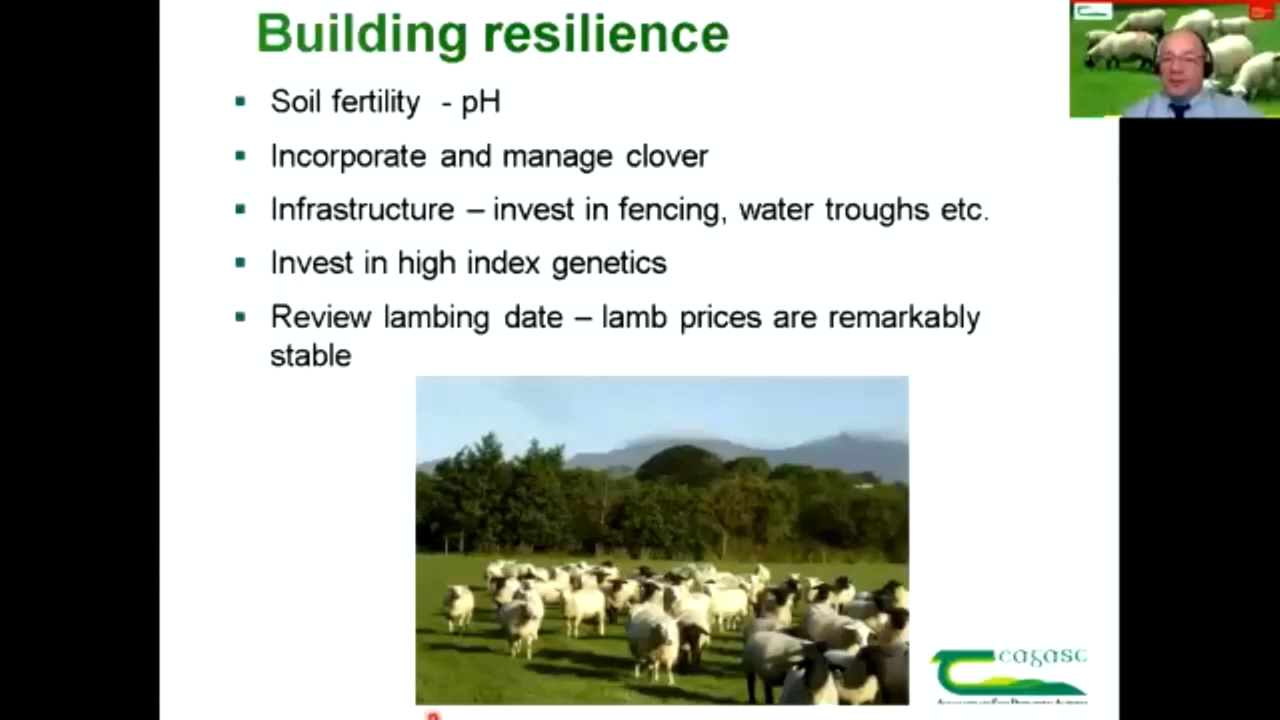 Building resilience
Soil fertility - pH
Incorporate and manage clover
Infrastructure – invest in fencing, water troughs etc.
Invest in high index genetics
Review lambing date – lamb prices are remarkably
stable
teagasc